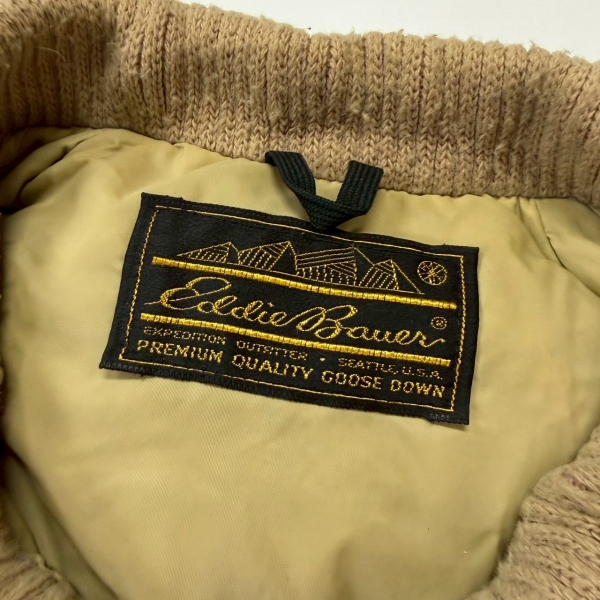 Eddie Bauer®
EXPEDITION OUTFITTER · SEATTLE, U.S.A.
PREMIUM QUALITY GOOSE DOWN